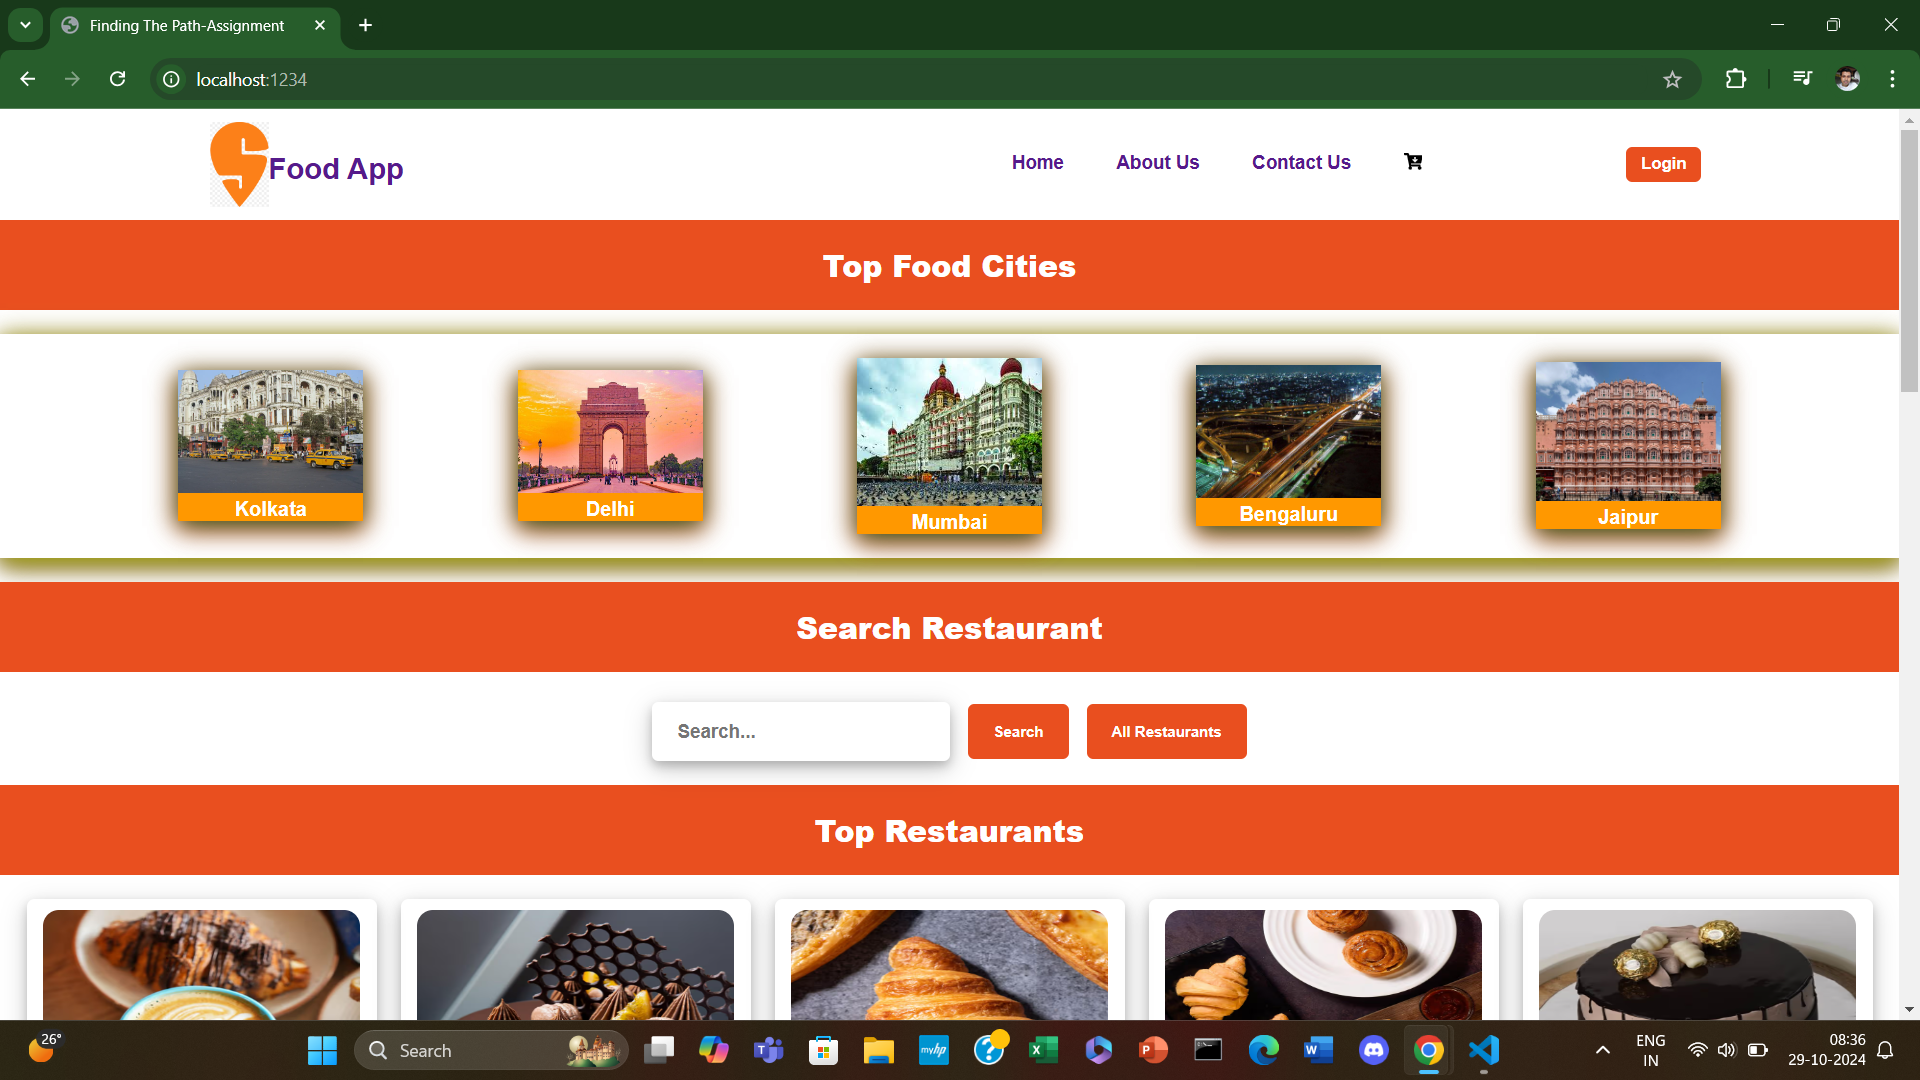 Finding The Path-Assignment
localhost:1234
Food App
Home
About Us
Contact Us
Login
Top Food Cities
Kolkata
Delhi
Mumbai
Bengaluru
Jaipur
Search Restaurant
Search...
Search
All Restaurants
Top Restaurants
26°
Search
myhp
ENG
IN
08:36
29-10-2024